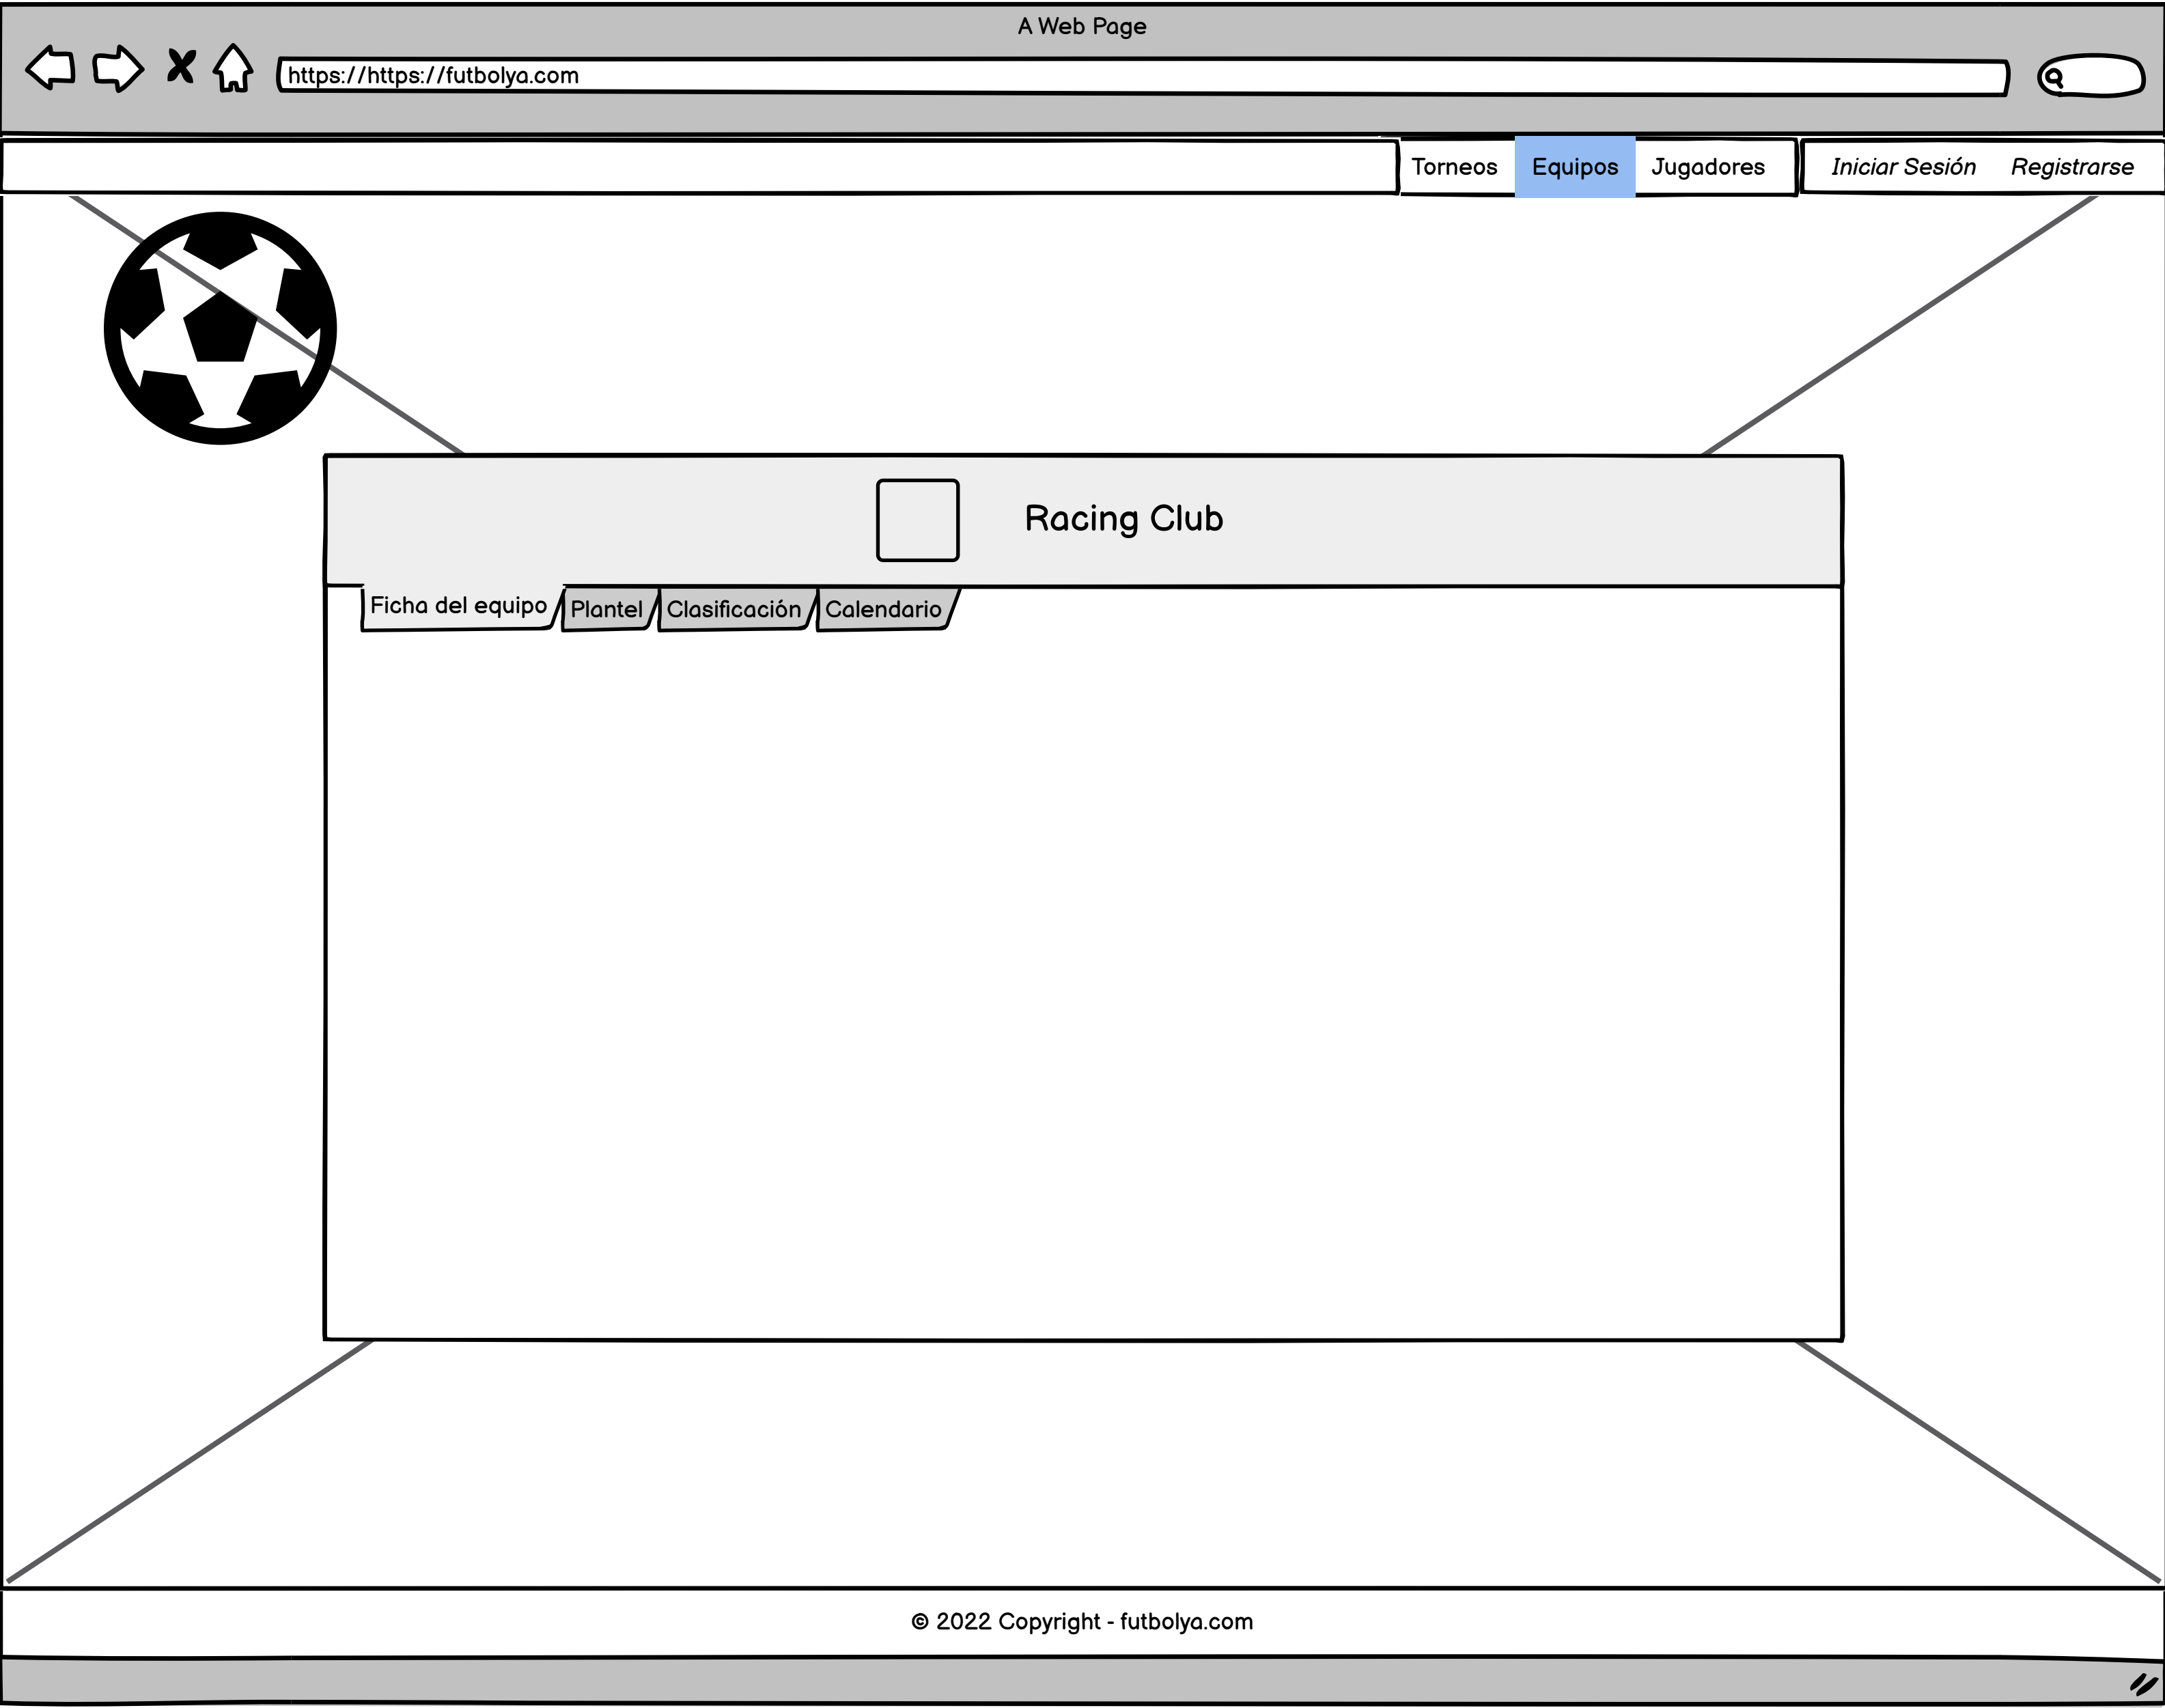 A Web Page
https://https://futbolya.com
Torneos Equipos Jugadores Iniciar Sesión Registrarse
Racing Club
Ficha del equipo Plantel Clasificación Calendario
© 2022 Copyright - futbolya.com